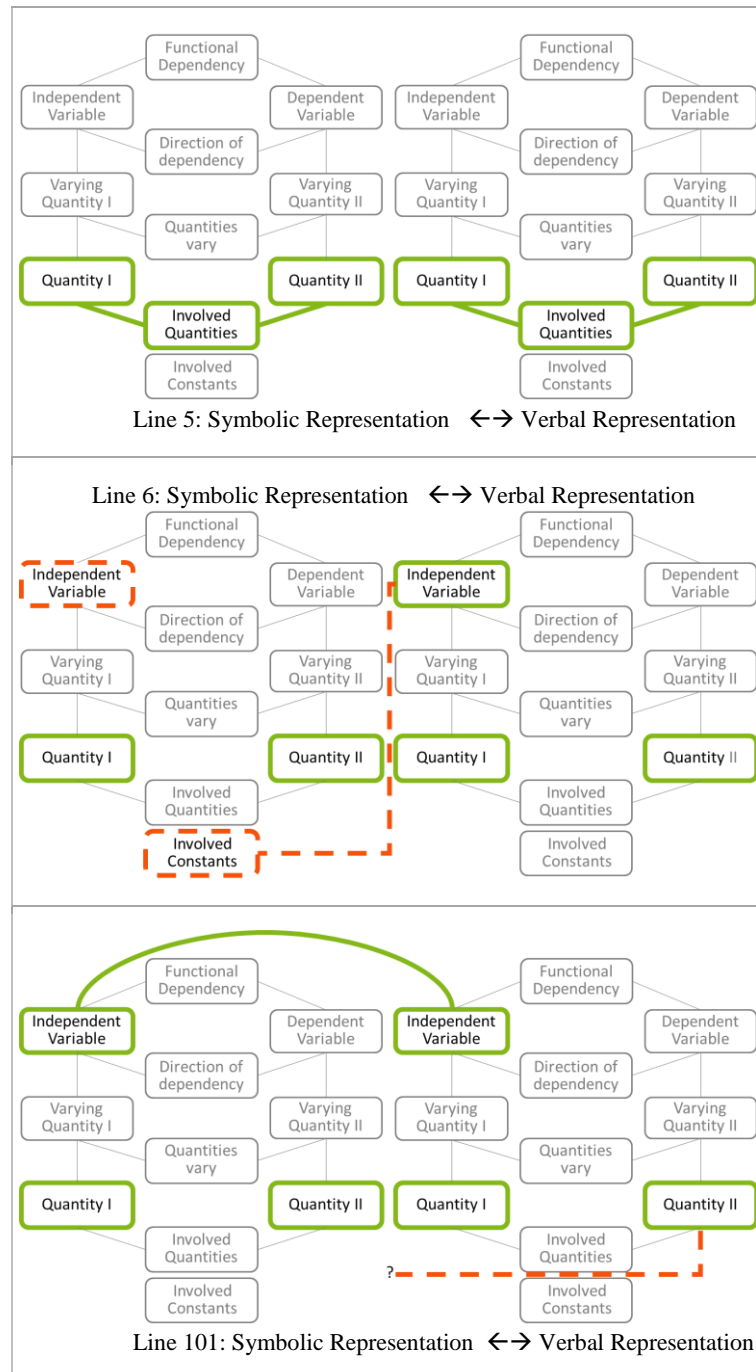 Functional
Dependency
Functional
Dependency
Independent
Variable
Dependent
Variable
Independent
Variable
Dependent
Variable
Direction of
dependency
Direction of
dependency
Varying
Quantity I
Varying
Quantity II
Varying
Quantity I
Varying
Quantity II
Quantities
vary
Quantities
vary
Quantity I
Quantity II
Quantity I
Quantity II
Involved
Quantities
Involved
Quantities
Involved
Constants
Involved
Constants
Line 5: Symbolic Representation ←→ Verbal Representation
Line 6: Symbolic Representation ←→ Verbal Representation
Functional
Dependency
Functional
Dependency
Independent
Variable
Dependent
Variable
Independent
Variable
Dependent
Variable
Direction of
dependency
Direction of
dependency
Varying
Quantity I
Varying
Quantity II
Varying
Quantity I
Varying
Quantity II
Quantities
vary
Quantities
vary
Quantity I
Quantity II
Quantity I
Quantity II
Involved
Quantities
Involved
Quantities
Involved
Constants
Involved
Constants
Functional
Dependency
Functional
Dependency
Independent
Variable
Dependent
Variable
Independent
Variable
Dependent
Variable
Direction of
dependency
Direction of
dependency
Varying
Quantity I
Varying
Quantity II
Varying
Quantity I
Varying
Quantity II
Quantities
vary
Quantities
vary
Quantity I
Quantity II
Quantity I
Quantity II
Involved
Quantities
Involved
Quantities
?
Involved
Constants
Involved
Constants
Line 101: Symbolic Representation ←→ Verbal Representation